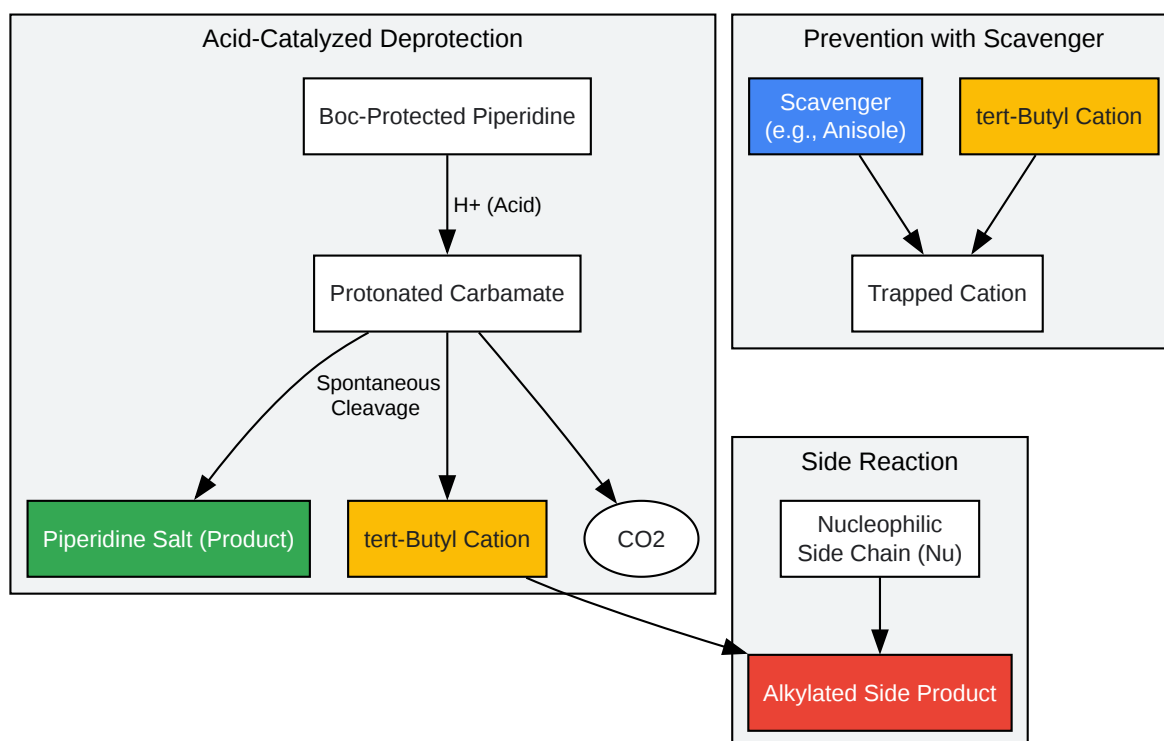 Acid-Catalyzed Deprotection
Boc-Protected Piperidine
H+ (Acid)
Protonated Carbamate
Spontaneous
Cleavage
Piperidine Salt (Product)
tert-Butyl Cation
CO2
Prevention with Scavenger
Scavenger
(e.g., Anisole)
tert-Butyl Cation
Trapped Cation
Side Reaction
Nucleophilic
Side Chain (Nu)
Alkylated Side Product